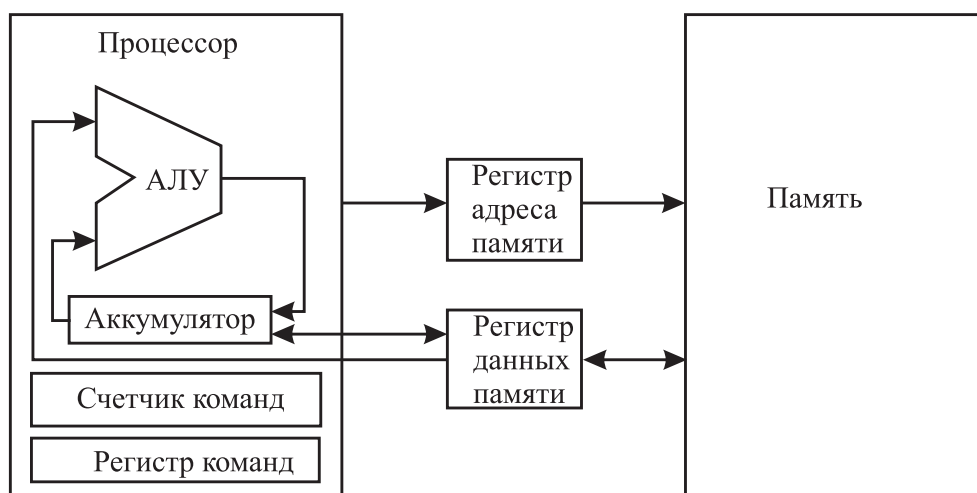 Процессор
АЛУ
Аккумулятор
Счетчик команд
Регистр команд
Регистр
адреса
памяти
Регистр
данных
памяти
Память